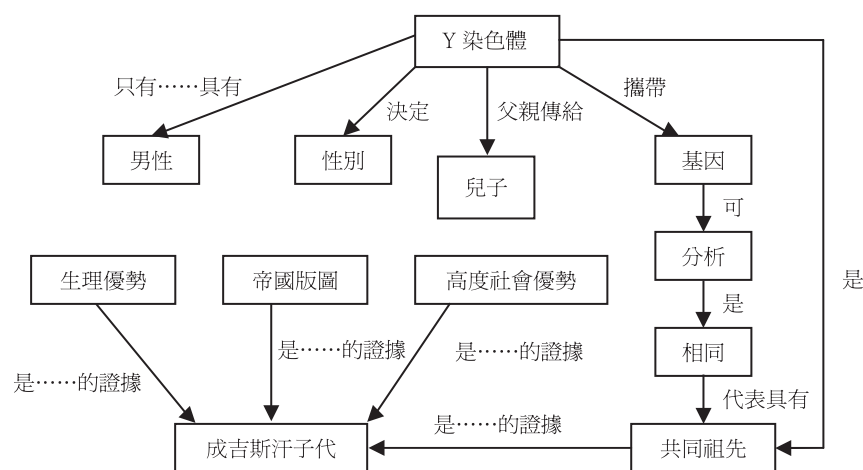 Y 染色體
只有……具有
決定
父親傳給
攜帶
男性
性別
兒子
基因
可
分析
生理優勢
帝國版圖
高度社會優勢
是
是
相同
是……的證據
是……的證據
是……的證據
代表具有
是……的證據
成吉斯汗子代
共同祖先